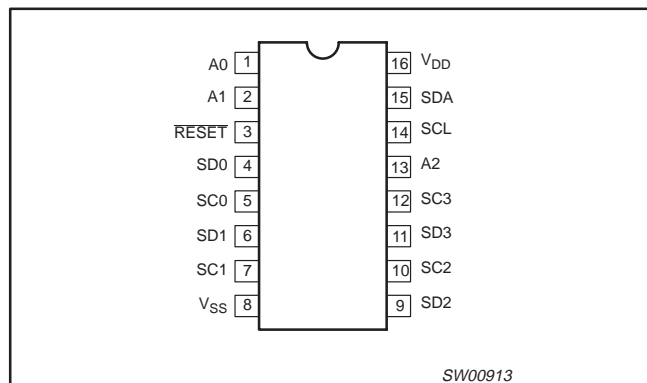 A0 1 16 VDD
A1 2 15 SDA
RESET 3 14 SCL
SD0 4 13 A2
SC0 5 12 SC3
SD1 6 11 SD3
SC1 7 10 SC2
VSS 8 9 SD2
SW00913